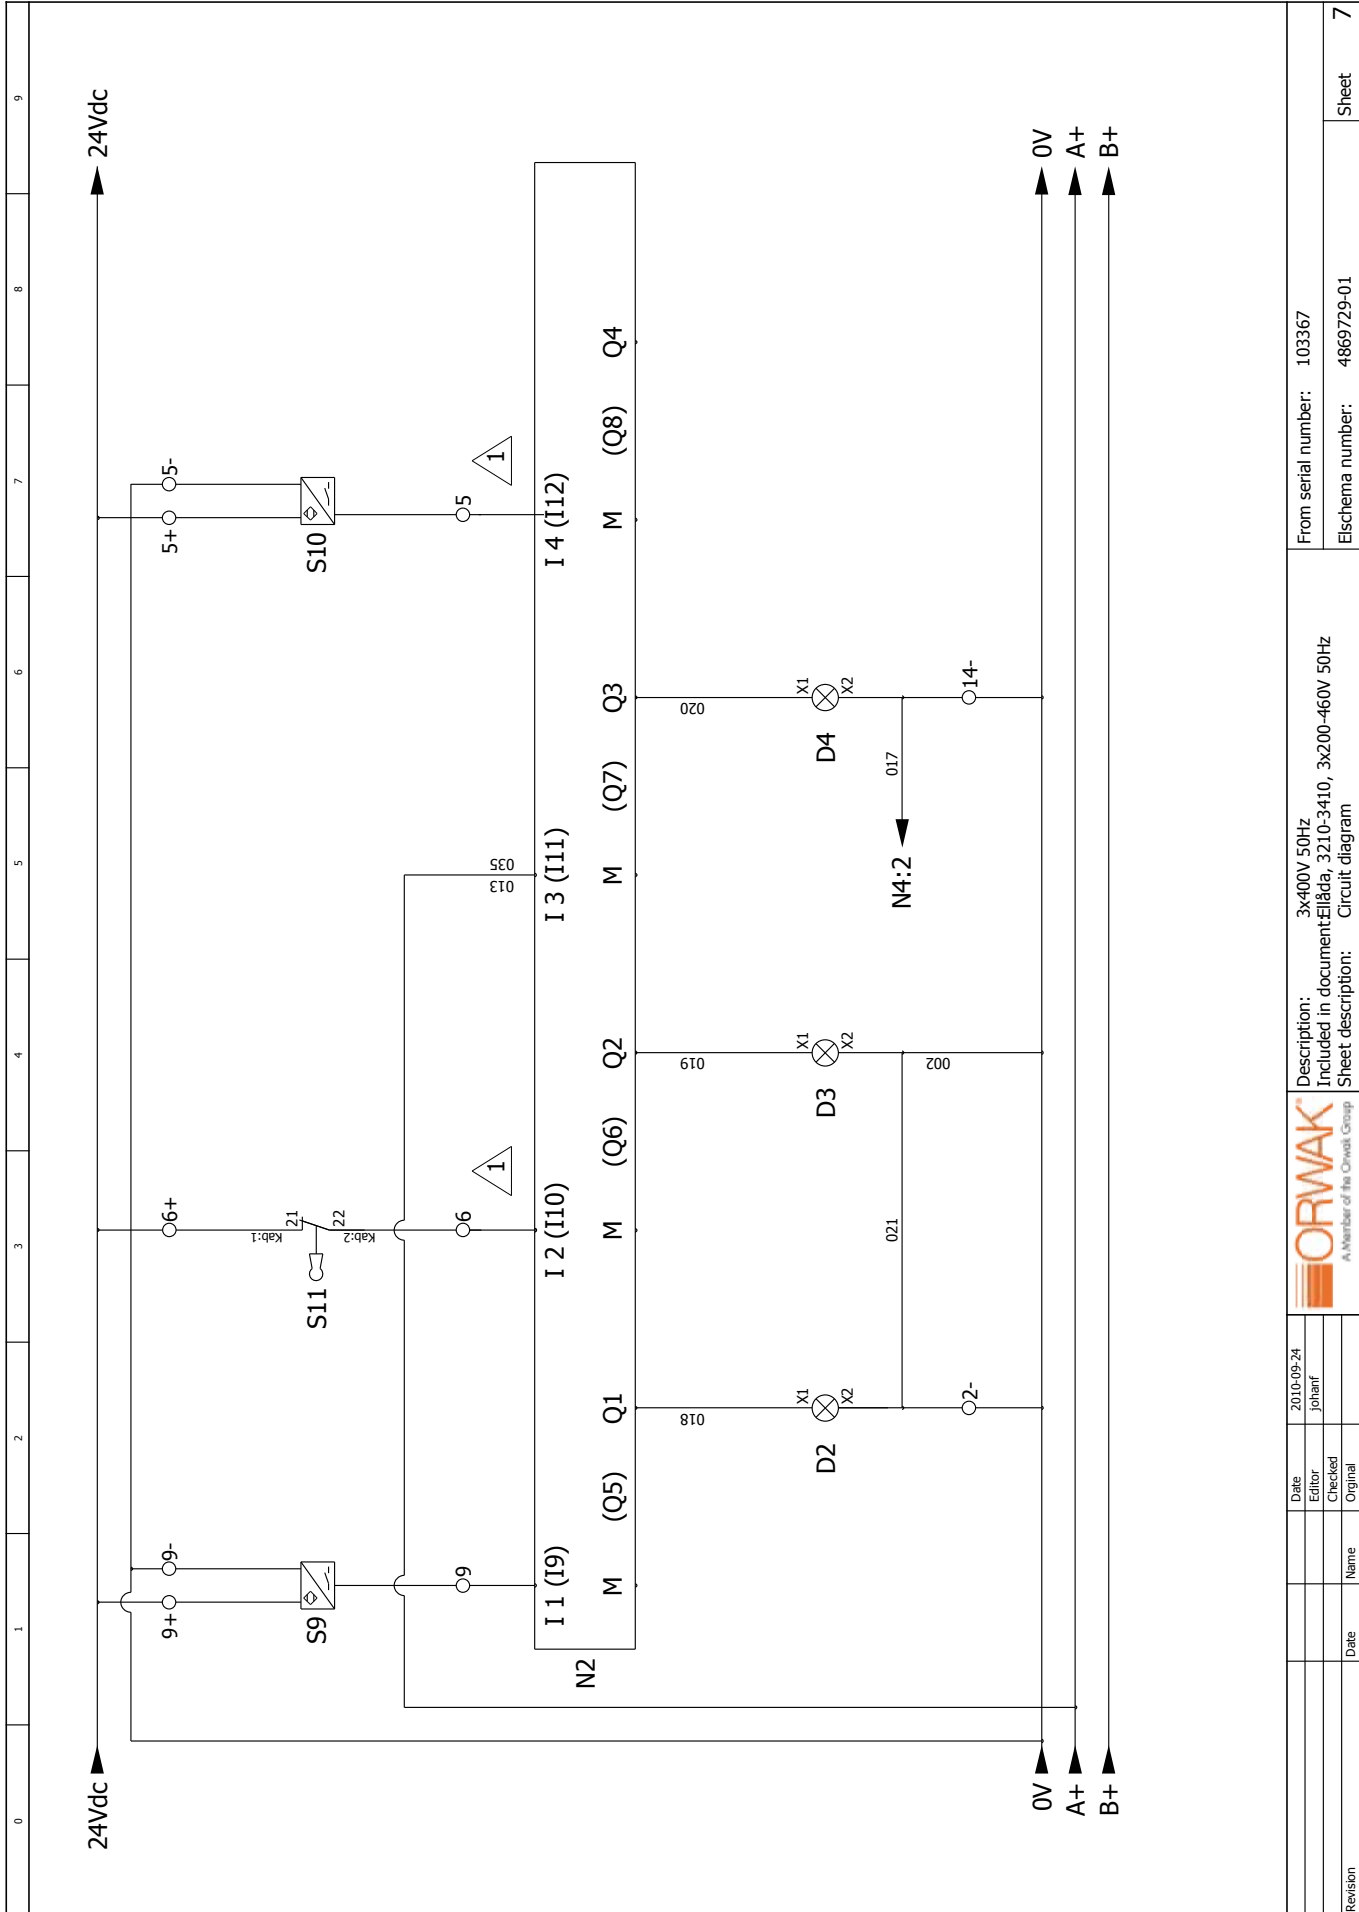 0 1 2 3 4 5 6 7 8 9
24Vdc 24Vdc
9+ 9- 6+ 5+ 5-
Kab:1 21
S9 S11 S10
Kab:2 22
9 6 5
1 1
013 035
N2
I 1 (I9) I 2 (I10) I 3 (I11) I 4 (I12)
M (Q5) Q1 M (Q6) Q2 M (Q7) Q3 M (Q8) Q4
018 019 020
X1 X1 X1
D2 D3 D4
X2 X2 X2
021 002 017
N4:2
2- 14-
0V 0V
A+ A+
B+ B+
Revision
Date Name
Date 2010-09-24
Editor johanf
Checked
Orginal
ORWAK®
A Member of the Orwak Group
Description: 3x400V 50Hz
Included in document:Ellåda, 3210-3410, 3x200-460V 50Hz
Sheet description: Circuit diagram
From serial number: 103367
Elschema number: 4869729-01
Sheet 7